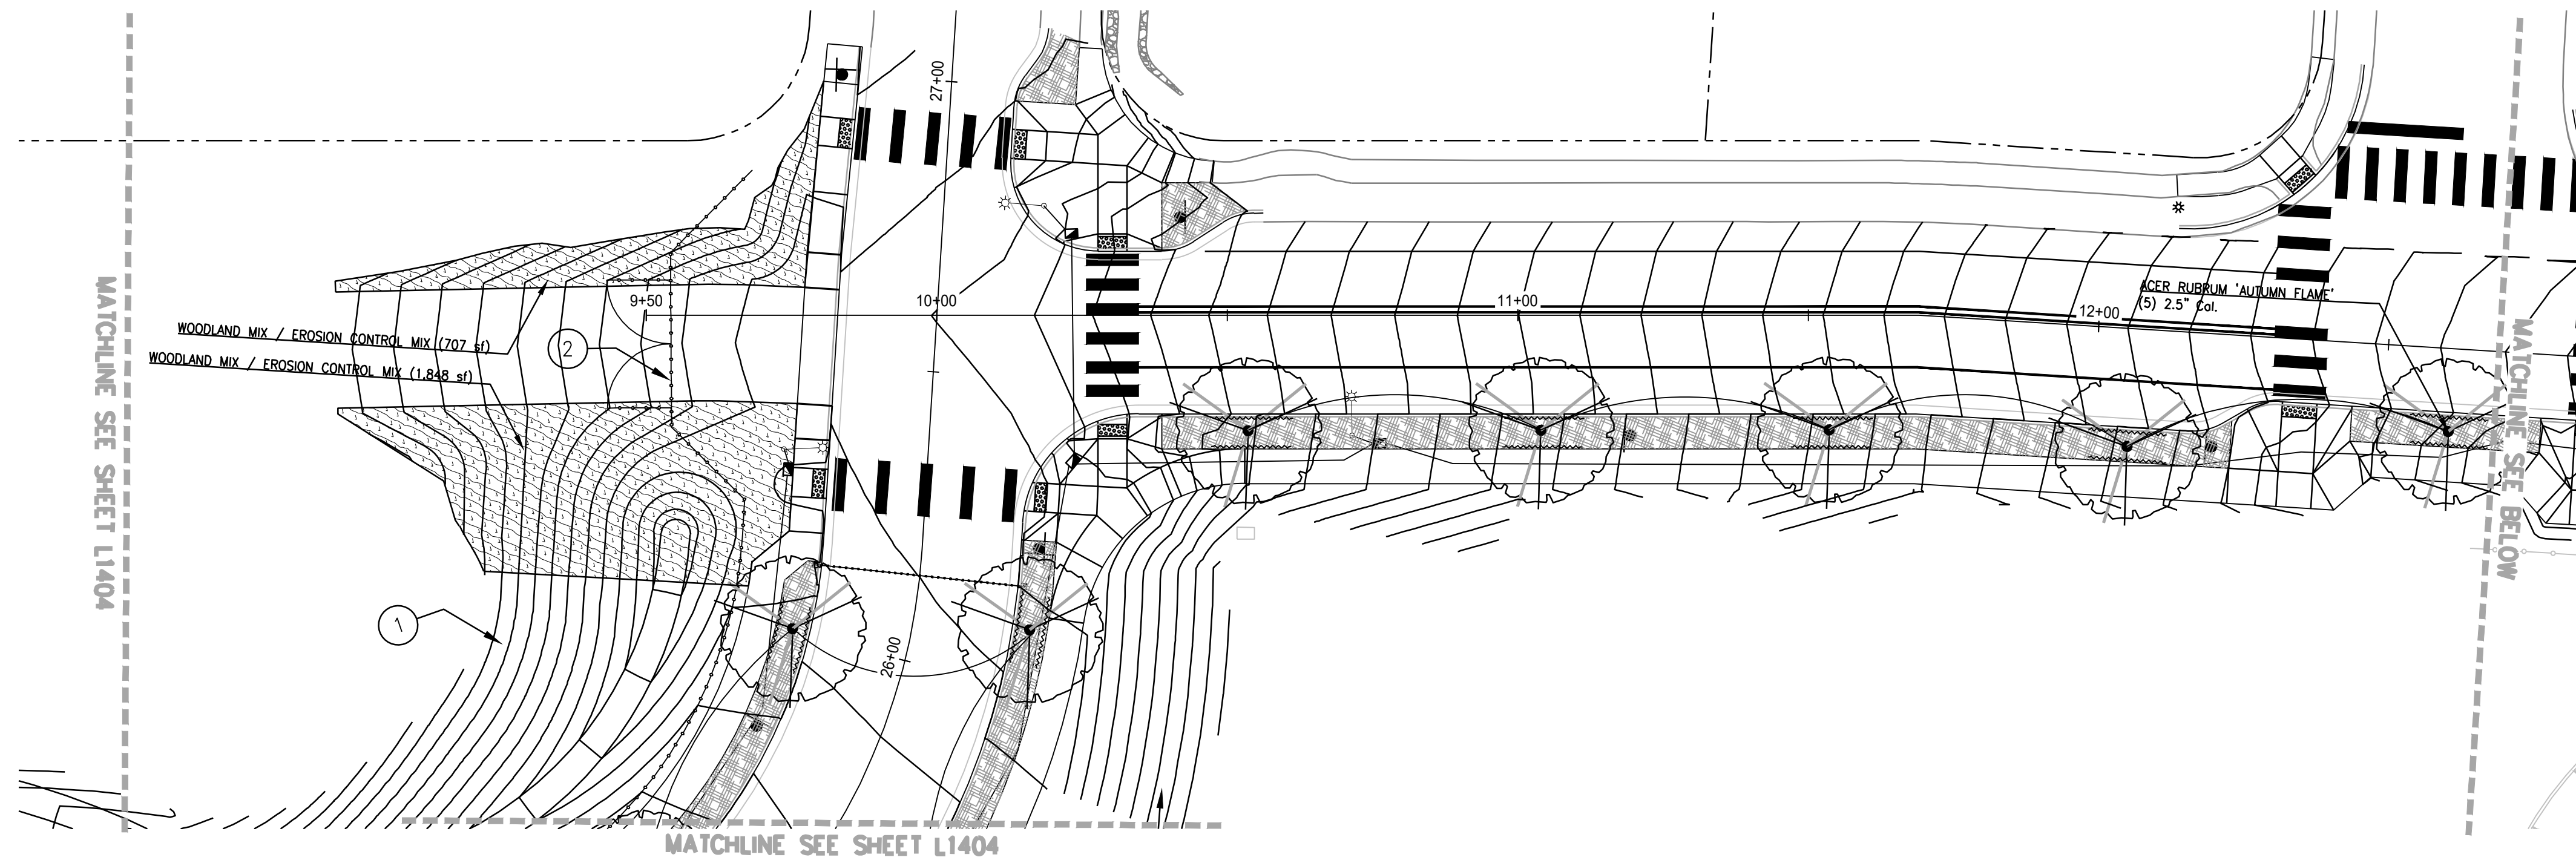 27+00
9+50
10+00
11+00
12+00
ACER RUBRUM 'AUTUMN FLAME'
(5) 2.5" Cal.
WOODLAND MIX / EROSION CONTROL MIX (707 sf)
WOODLAND MIX / EROSION CONTROL MIX (1,848 sf)
2
1
26+00
MATCHLINE SEE SHEET L1404
MATCHLINE SEE BELOW
MATCHLINE SEE SHEET L1404